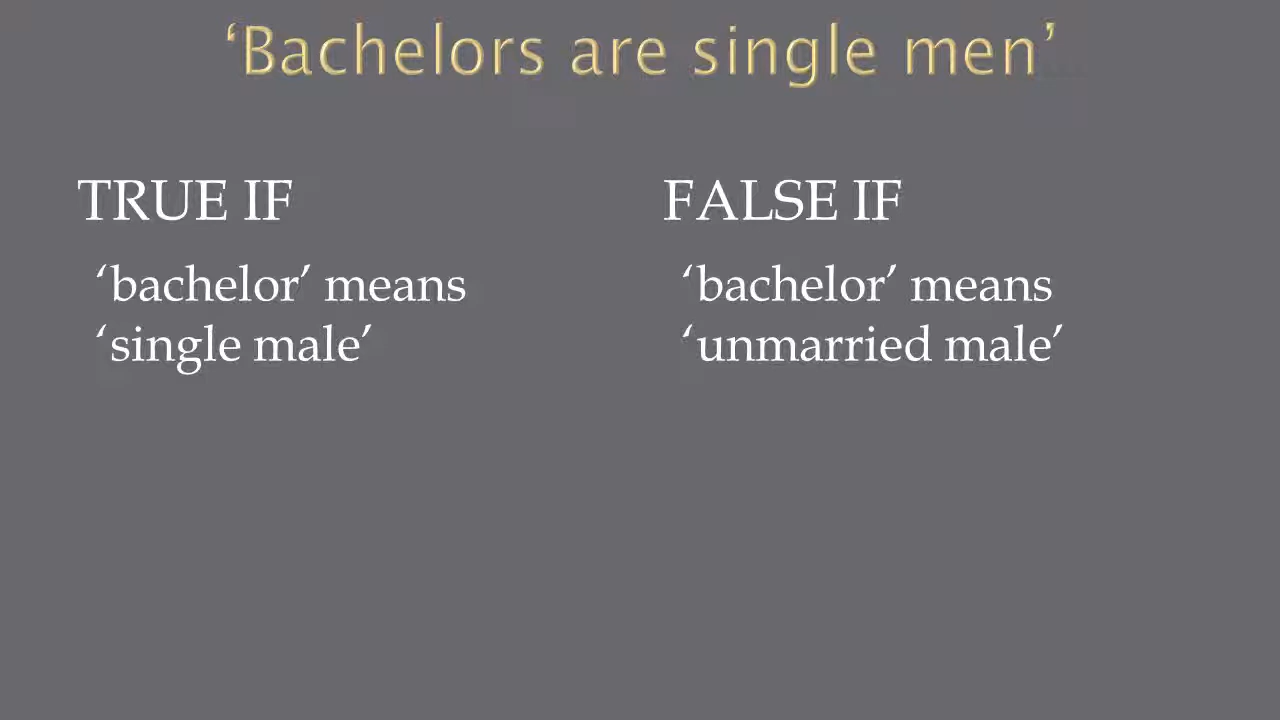 ‘Bachelors are single men’
TRUE IF
‘bachelor’ means
‘single male’
FALSE IF
‘bachelor’ means
‘unmarried male’